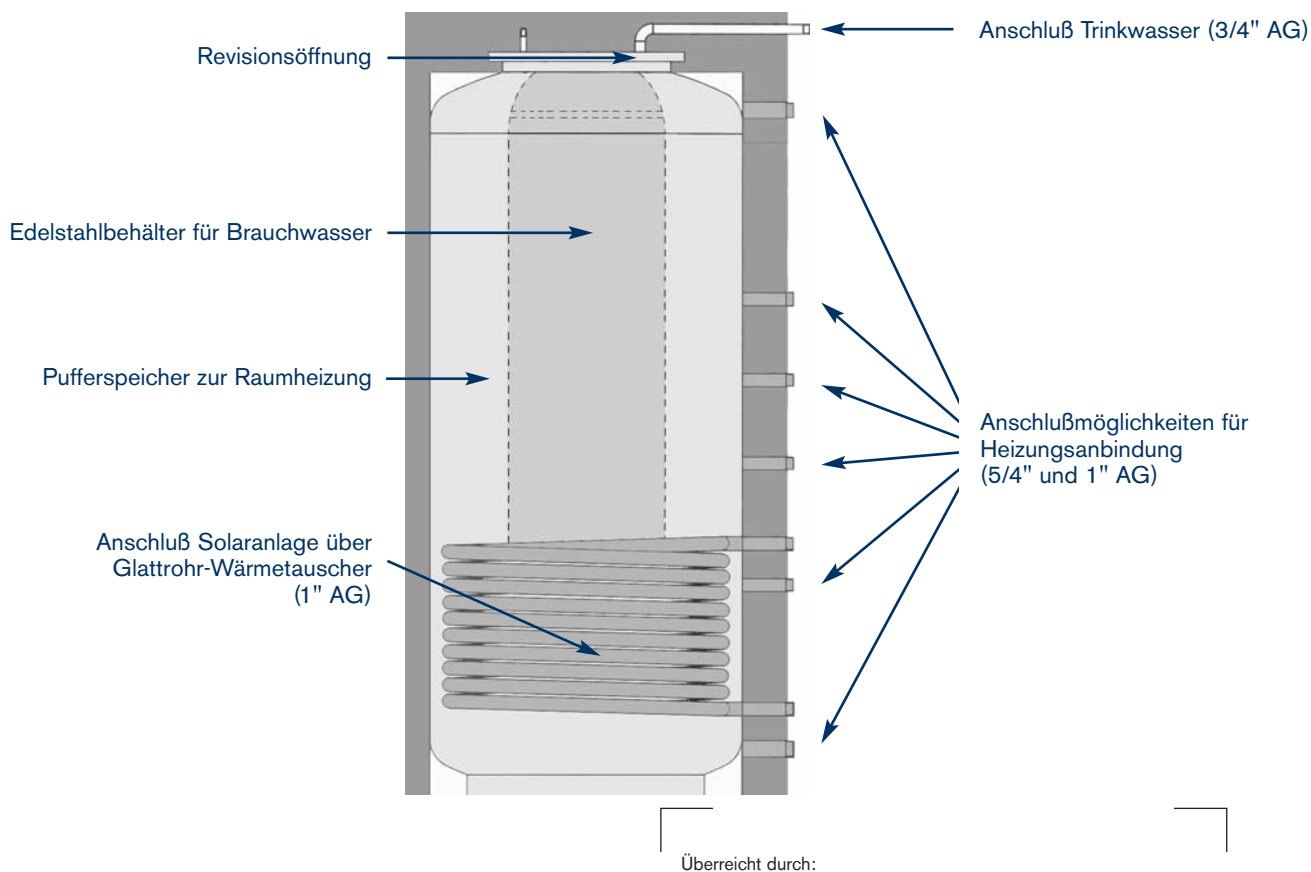 Anschluß Trinkwasser (3/4" AG)
Revisionsöffnung
Edelstahlbehälter für Brauchwasser
Pufferspeicher zur Raumheizung
Anschlußmöglichkeiten für
Heizungsanbindung
(5/4" und 1" AG)
Anschluß Solaranlage über
Glattrohr-Wärmetauscher
(1" AG)
Überreicht durch: